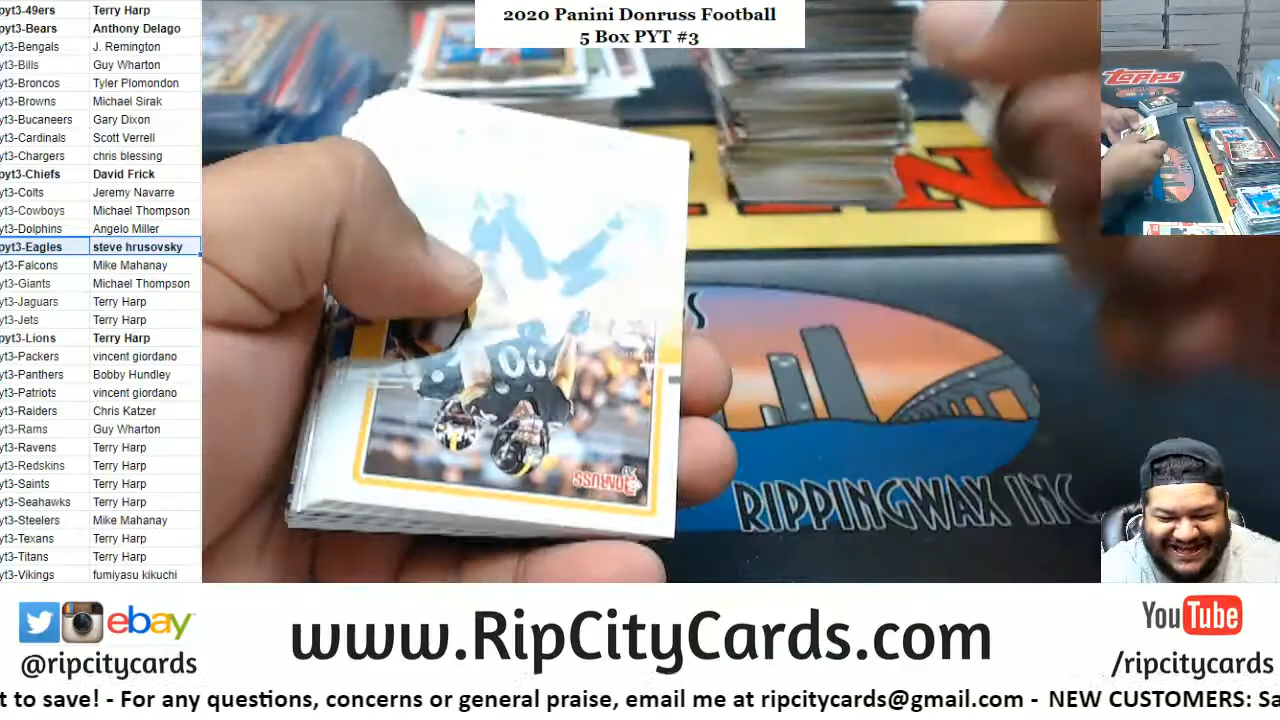 2020 Panini Donruss Football
5 Box PYT #3
pyt3-49ers Terry Harp
pyt3-Bears Anthony Delago
yt3-Bengals J. Remington
yt3-Bills Guy Wharton
yt3-Broncos Tyler Plomondon
yt3-Browns Michael Sirak
yt3-Bucaneers Gary Dixon
yt3-Cardinals Scott Verrell
yt3-Chargers chris blessing
pyt3-Chiefs David Frick
yt3-Colts Jeremy Navarre
yt3-Cowboys Michael Thompson
yt3-Dolphins Angelo Miller
pyt3-Eagles steve hrusovsky
yt3-Falcons Mike Mahanay
yt3-Giants Michael Thompson
yt3-Jaguars Terry Harp
yt3-Jets Terry Harp
pyt3-Lions Terry Harp
yt3-Packers vincent giordano
yt3-Panthers Bobby Hundley
yt3-Patriots vincent giordano
yt3-Raiders Chris Katzer
yt3-Rams Guy Wharton
yt3-Ravens Terry Harp
yt3-Redskins Terry Harp
yt3-Saints Terry Harp
yt3-Seahawks Terry Harp
yt3-Steelers Mike Mahanay
yt3-Texans Terry Harp
yt3-Titans Terry Harp
yt3-Vikings fumiyasu kikuchi
TOPPS
DONRUSS
RIPPINGWAX INC.
ebay
@ripcitycards
www.RipCityCards.com
YouTube
/ripcitycards
t to save! - For any questions, concerns or general praise, email me at ripcitycards@gmail.com - NEW CUSTOMERS: Sa